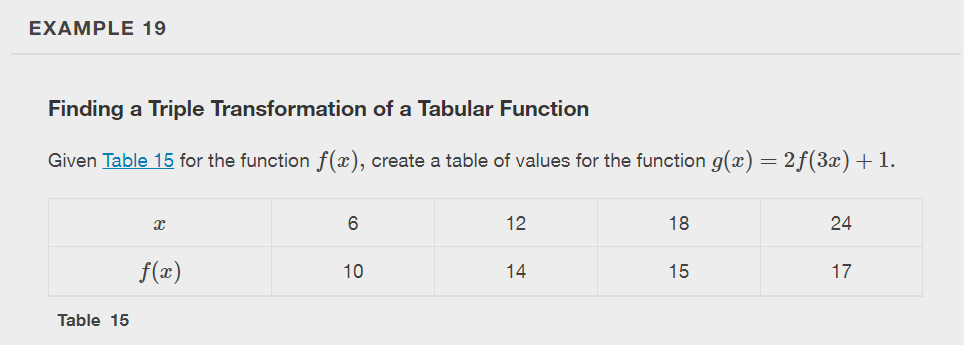 EXAMPLE 19
Finding a Triple Transformation of a Tabular Function
Given Table 15 for the function f(x), create a table of values for the function g(x) = 2f(3x) + 1.
x 6 12 18 24
f(x) 10 14 15 17
Table 15